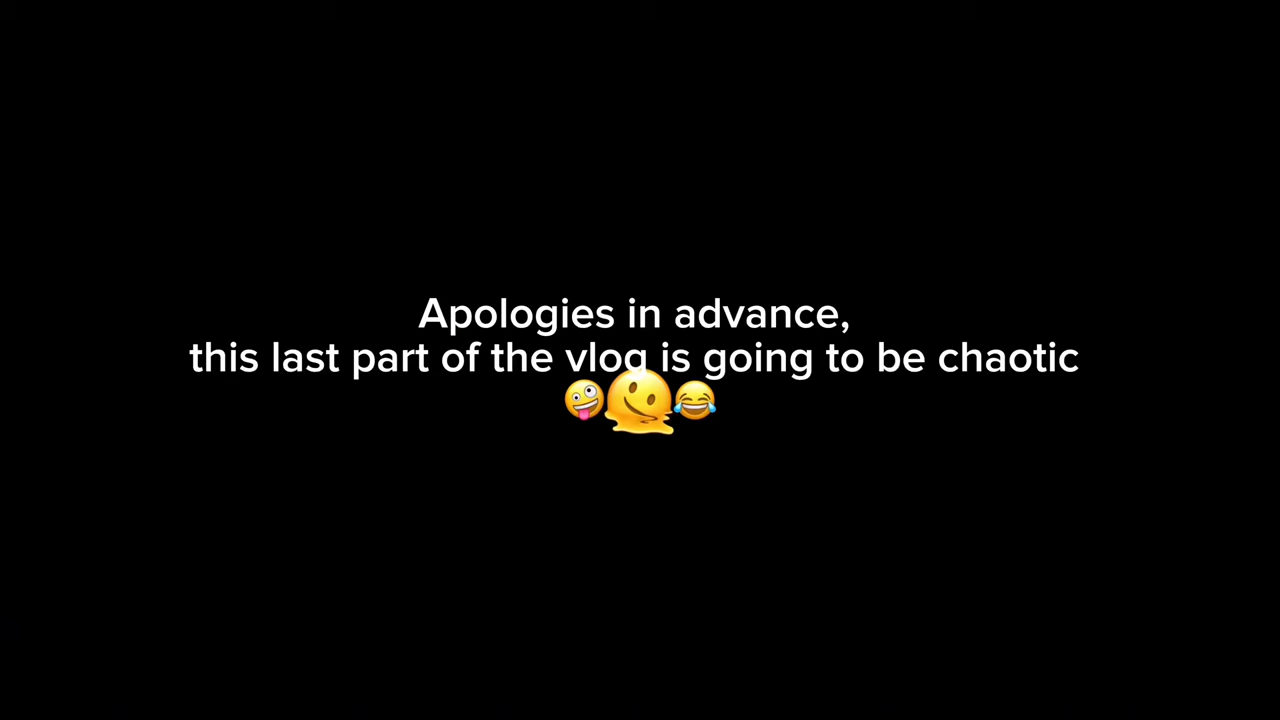 Apologies in advance,
this last part of the vlog is going to be chaotic
🤪🫠😂